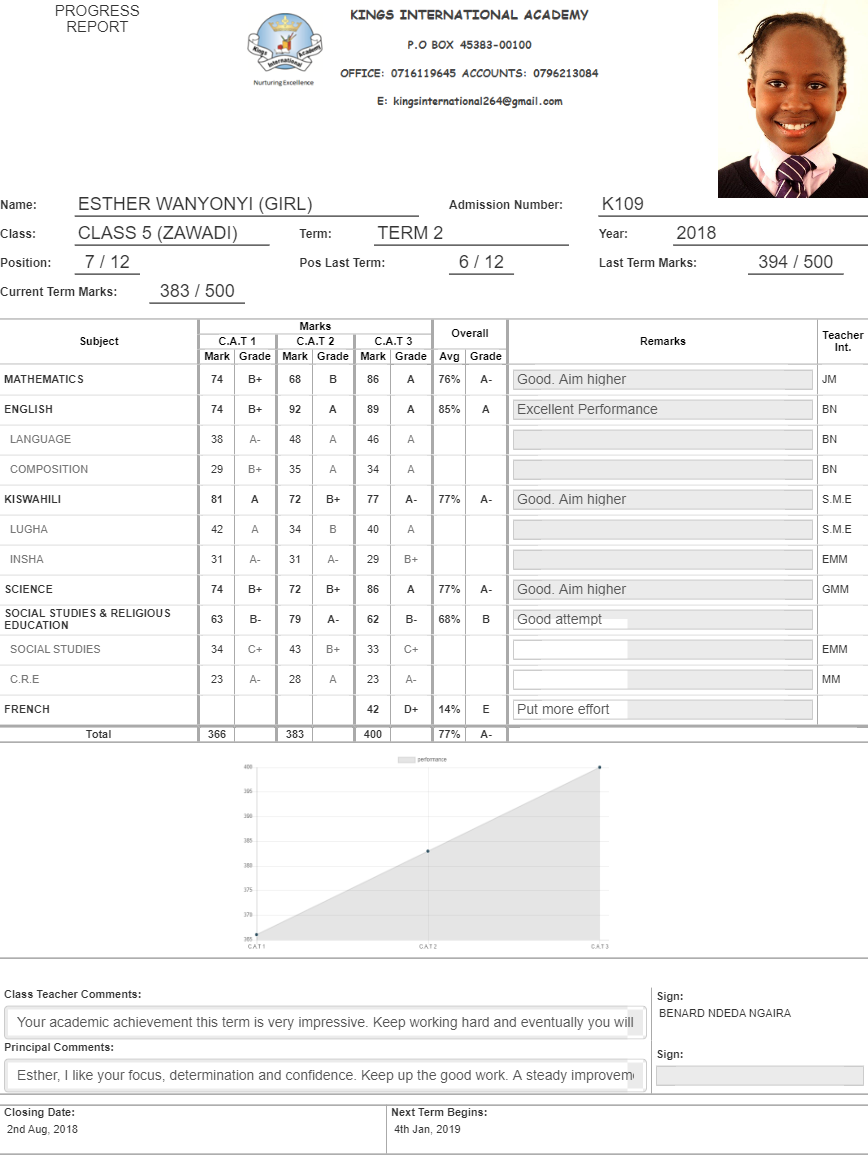 PROGRESS
REPORT
Kings International Academy
Nurturing Excellence
KINGS INTERNATIONAL ACADEMY
P.O BOX 45383-00100
OFFICE: 0716119645 ACCOUNTS: 0796213084
E: kingsinternational264@gmail.com
Name: ESTHER WANYONYI (GIRL) Admission Number: K109
Class: CLASS 5 (ZAWADI) Term: TERM 2 Year: 2018
Position: 7 / 12 Pos Last Term: 6 / 12 Last Term Marks: 394 / 500
Current Term Marks: 383 / 500
Subject Marks Overall Remarks Teacher Int.
C.A.T 1 C.A.T 2 C.A.T 3
Mark Grade Mark Grade Mark Grade Avg Grade
MATHEMATICS 74 B+ 68 B 86 A 76% A- Good. Aim higher JM
ENGLISH 74 B+ 92 A 89 A 85% A Excellent Performance BN
LANGUAGE 38 A- 48 A 46 A BN
COMPOSITION 29 B+ 35 A 34 A BN
KISWAHILI 81 A 72 B+ 77 A- 77% A- Good. Aim higher S.M.E
LUGHA 42 A 34 B 40 A S.M.E
INSHA 31 A- 31 A- 29 B+ EMM
SCIENCE 74 B+ 72 B+ 86 A 77% A- Good. Aim higher GMM
SOCIAL STUDIES & RELIGIOUS
EDUCATION 63 B- 79 A- 62 B- 68% B Good attempt
SOCIAL STUDIES 34 C+ 43 B+ 33 C+ EMM
C.R.E 23 A- 28 A 23 A- MM
FRENCH 42 D+ 14% E Put more effort
Total 366 383 400 77% A-
performance
400
395
390
385
380
375
370
365
C.A.T 1 C.A.T 2 C.A.T 3
Class Teacher Comments: Sign:
Your academic achievement this term is very impressive. Keep working hard and eventually you will BENARD NDEDA NGAIRA
Principal Comments: Sign:
Esther, I like your focus, determination and confidence. Keep up the good work. A steady improveme
Closing Date: Next Term Begins:
2nd Aug, 2018 4th Jan, 2019